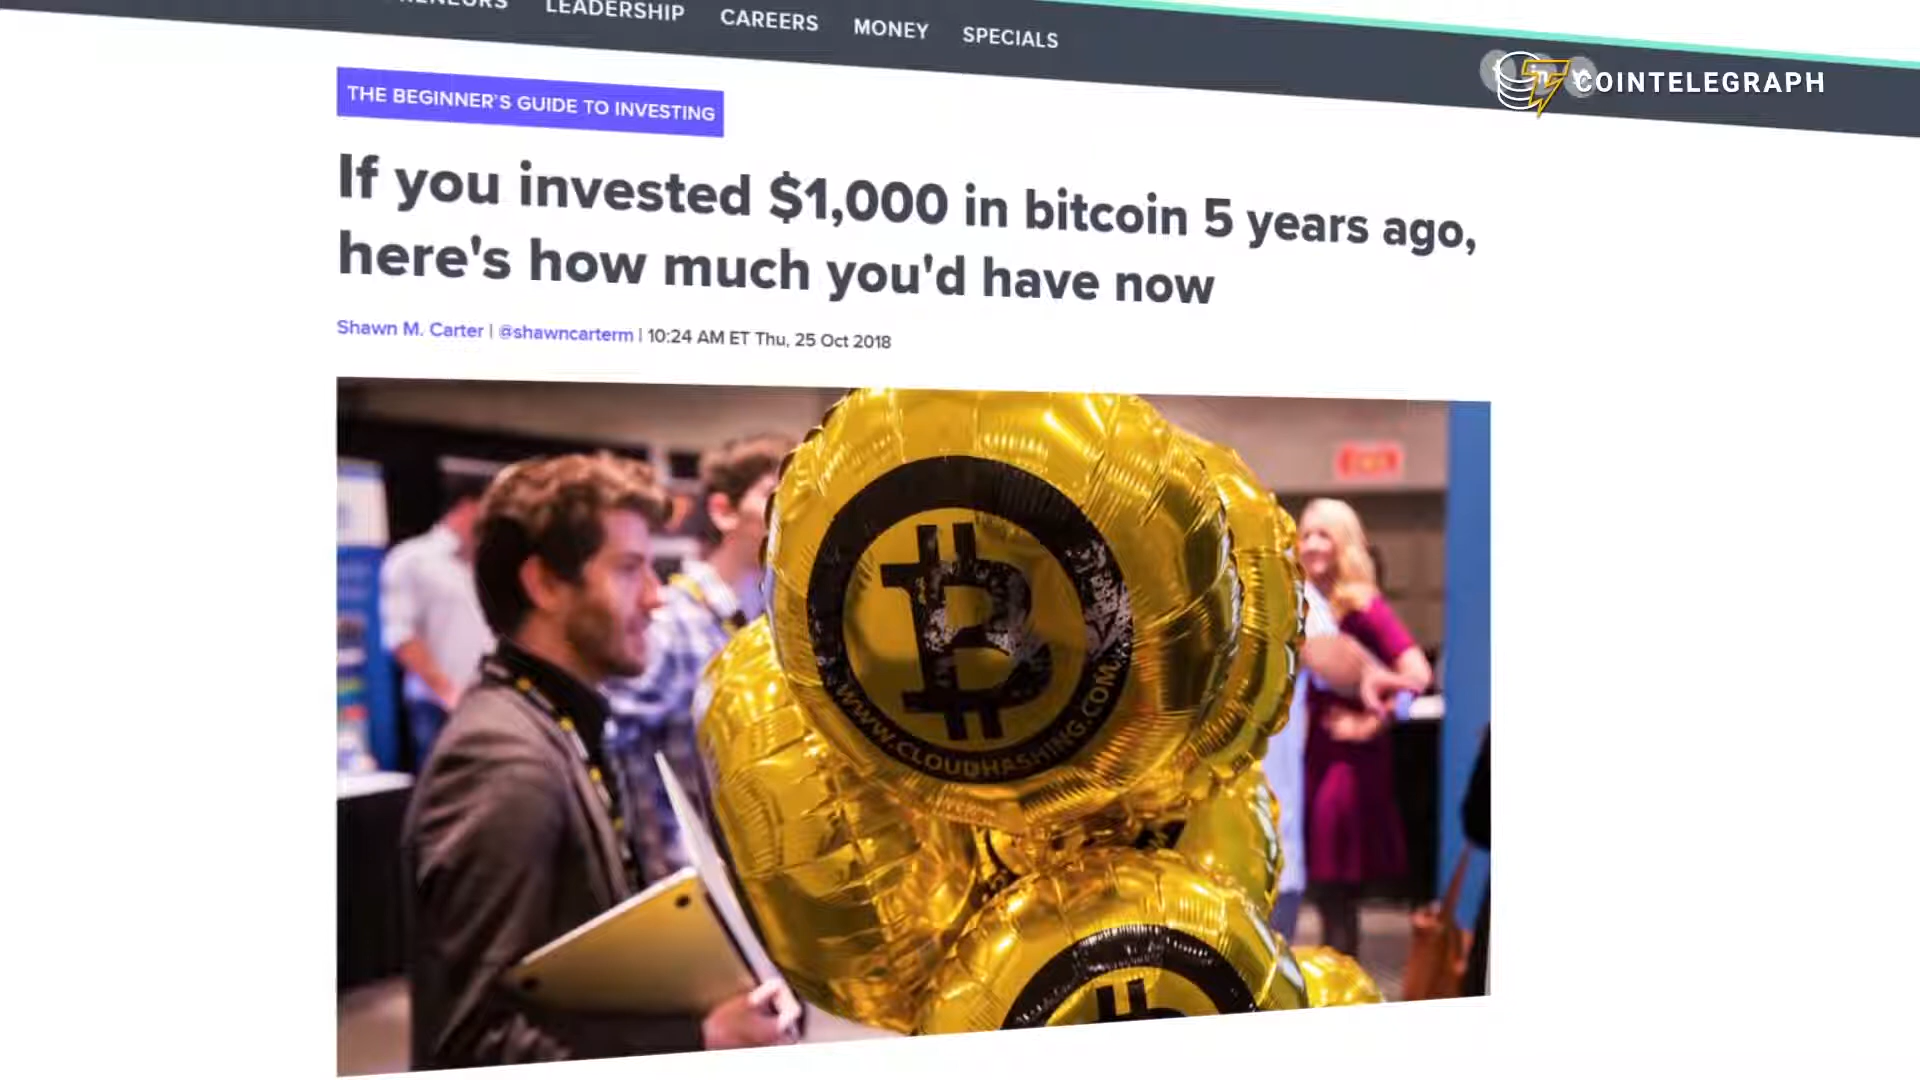 LEADERSHIP CAREERS MONEY SPECIALS
COINTELEGRAPH
THE BEGINNER'S GUIDE TO INVESTING
If you invested $1,000 in bitcoin 5 years ago,
here's how much you'd have now
Shawn M. Carter | @shawncarterm | 10:24 AM ET Thu, 25 Oct 2018
WWW.CLOUDHASHING.COM